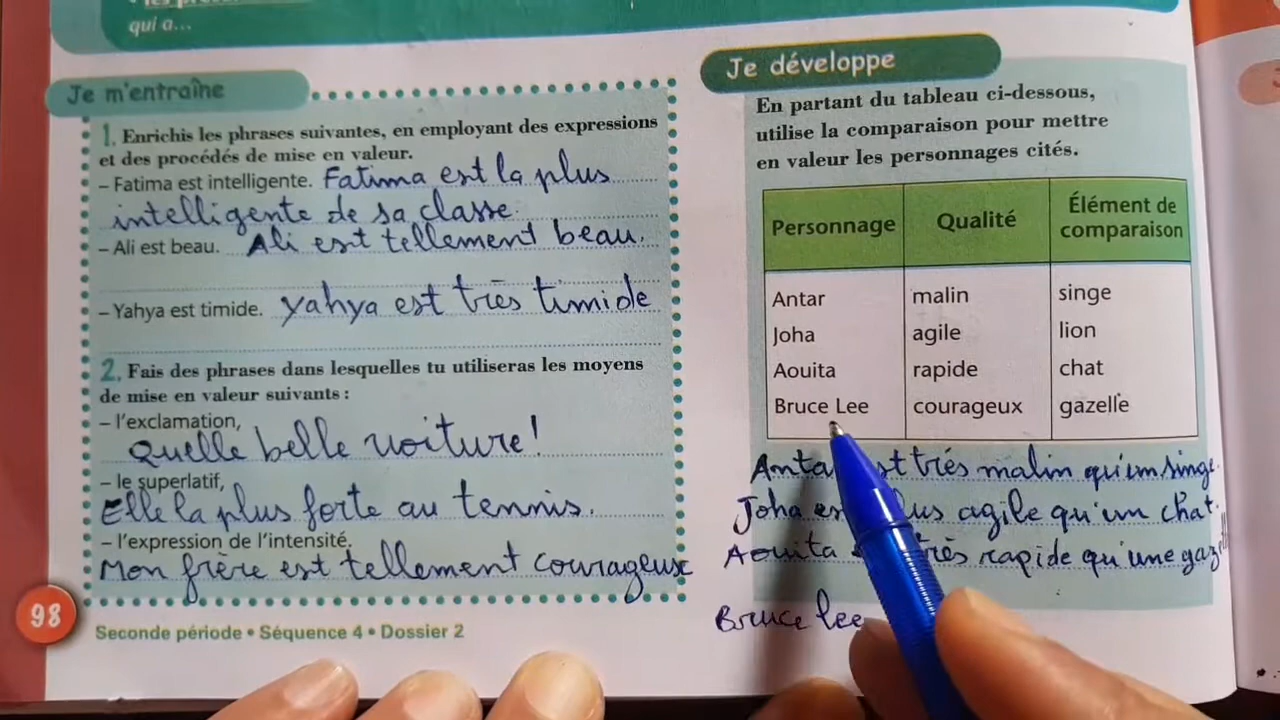 qui a...
Je m'entraîne
1. Enrichis les phrases suivantes, en employant des expressions
et des procédés de mise en valeur.
– Fatima est intelligente. Fatima est la plus
intelligente de sa classe.
– Ali est beau. Ali est tellement beau.
– Yahya est timide. Yahya est très timide
2. Fais des phrases dans lesquelles tu utiliseras les moyens
de mise en valeur suivants :
– l'exclamation,
Quelle belle voiture !
– le superlatif,
Elle la plus forte au tennis.
– l'expression de l'intensité.
Mon frère est tellement courageux
98
Seconde période • Séquence 4 • Dossier 2
Je développe
En partant du tableau ci-dessous,
utilise la comparaison pour mettre
en valeur les personnages cités.
Personnage Qualité Élément de comparaison
Antar malin singe
Joha agile lion
Aouita rapide chat
Bruce Lee courageux gazelle
très malin qu'un singe.
Joha agile qu'un chat.
Aouita rapide qu'une
Bruce lee